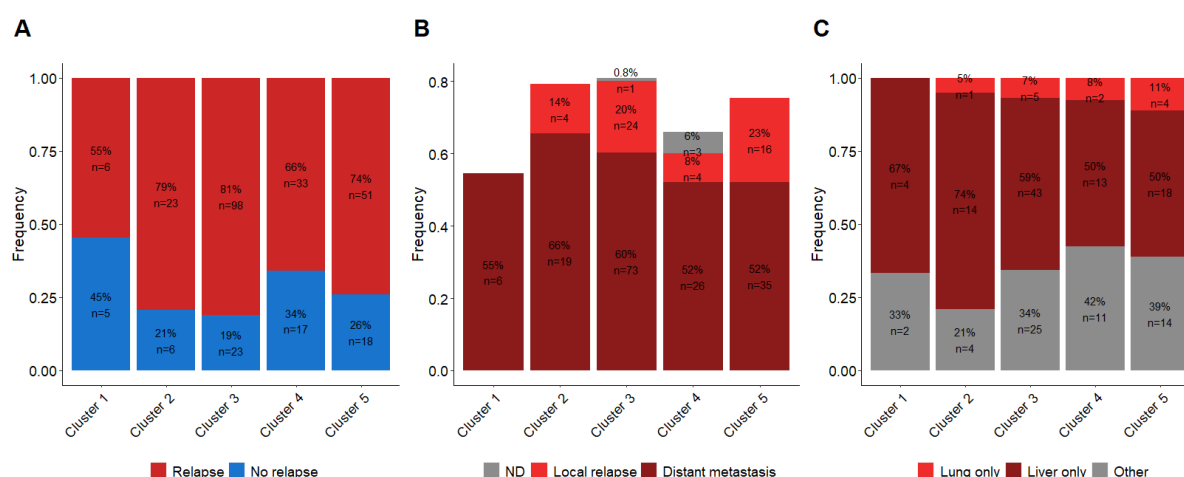 A
Frequency
1.00
0.75
0.50
0.25
0.00
55%
n=6
45%
n=5
79%
n=23
21%
n=6
81%
n=98
19%
n=23
66%
n=33
34%
n=17
74%
n=51
26%
n=18
Cluster 1
Cluster 2
Cluster 3
Cluster 4
Cluster 5
Relapse No relapse
B
Frequency
0.8
0.6
0.4
0.2
0.0
55%
n=6
14%
n=4
66%
n=19
0.8%
n=1
20%
n=24
60%
n=73
6%
n=3
8%
n=4
52%
n=26
23%
n=16
52%
n=35
Cluster 1
Cluster 2
Cluster 3
Cluster 4
Cluster 5
ND Local relapse Distant metastasis
C
Frequency
1.00
0.75
0.50
0.25
0.00
67%
n=4
33%
n=2
5%
n=1
74%
n=14
21%
n=4
7%
n=5
59%
n=43
34%
n=25
8%
n=2
50%
n=13
42%
n=11
11%
n=4
50%
n=18
39%
n=14
Cluster 1
Cluster 2
Cluster 3
Cluster 4
Cluster 5
Lung only Liver only Other